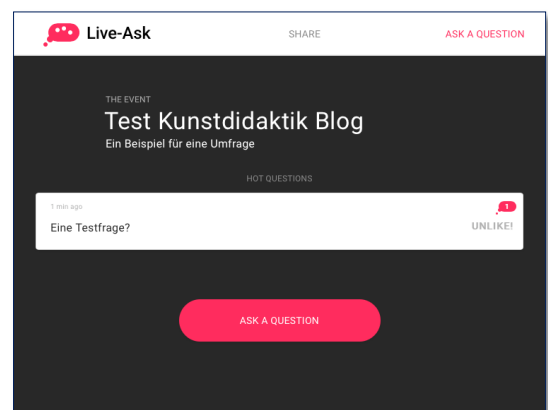 Live-Ask
SHARE
ASK A QUESTION
THE EVENT
Test Kunstdidaktik Blog
Ein Beispiel für eine Umfrage
HOT QUESTIONS
1 min ago
1
Eine Testfrage?
UNLIKE!
ASK A QUESTION